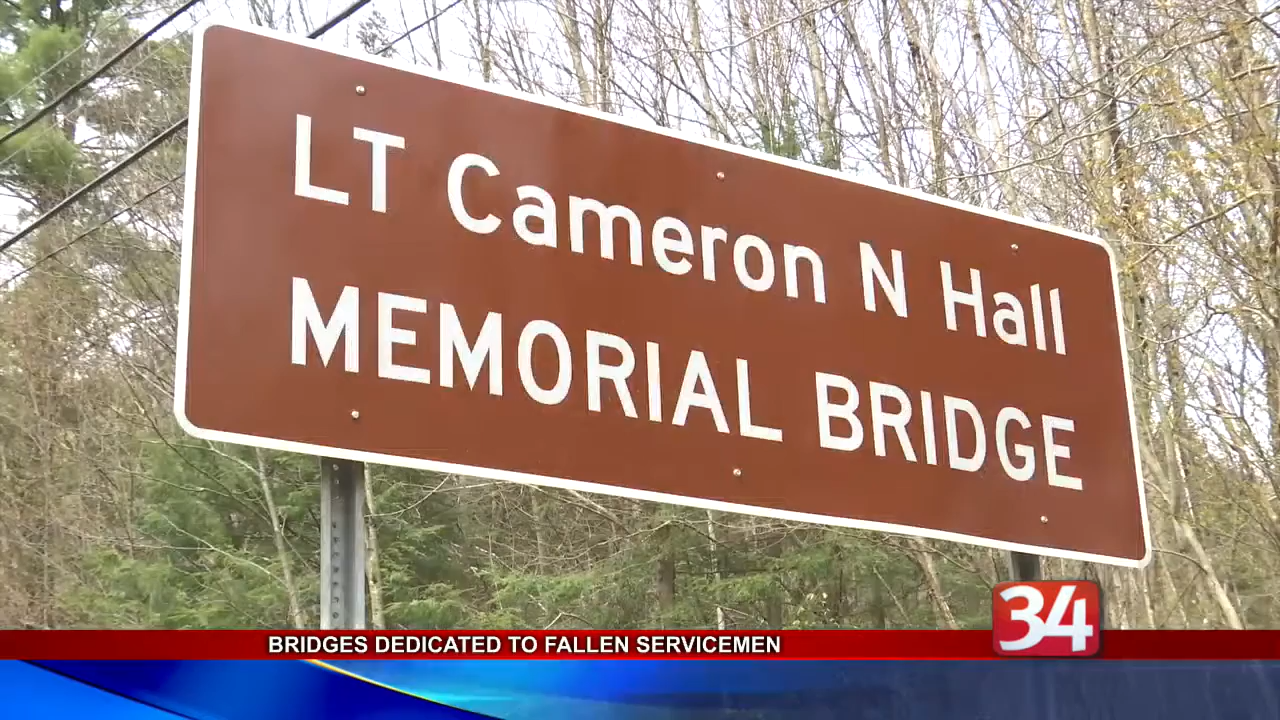 LT Cameron N Hall
MEMORIAL BRIDGE
34
BRIDGES DEDICATED TO FALLEN SERVICEMEN